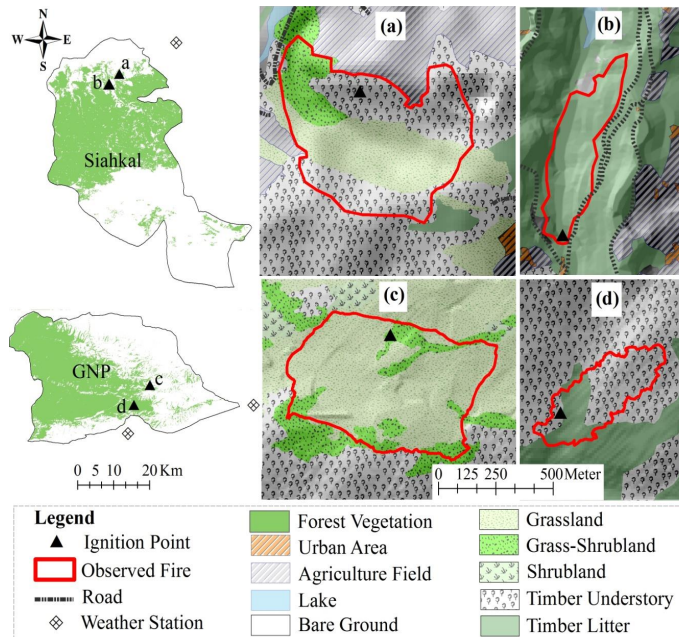 N
W E
S
a
b
Siahkal
(a)
(b)
GNP
c
d
0 10 20 Km
(c)
(d)
0 125 250 500 Meter
Legend
Ignition Point
Observed Fire
Road
Weather Station
Forest Vegetation
Urban Area
Agriculture Field
Lake
Bare Ground
Grassland
Grass-Shrubland
Shrubland
Timber Understory
Timber Litter